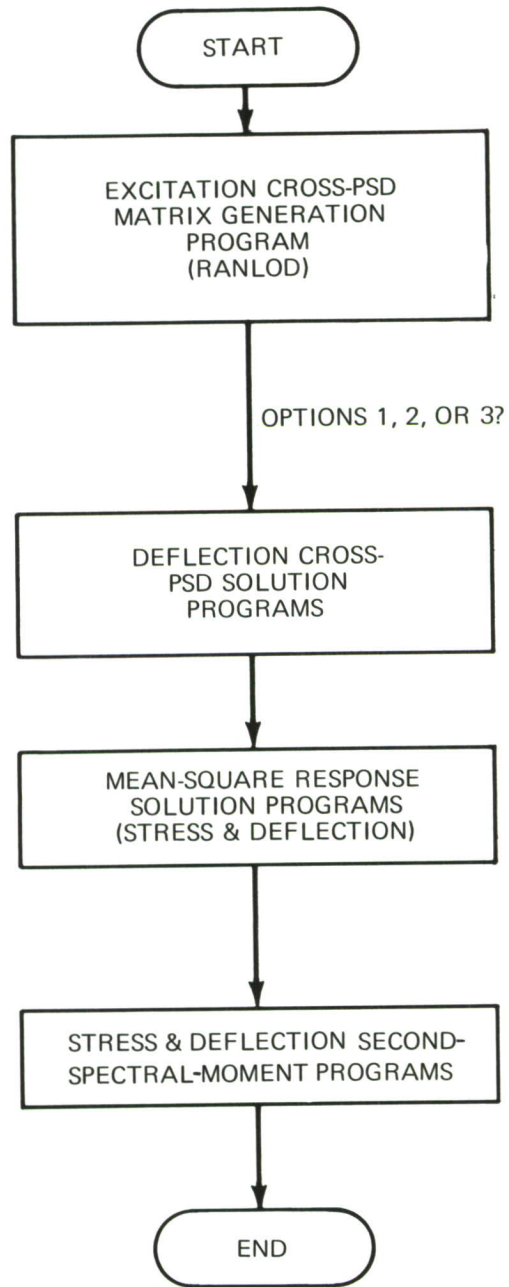 START
EXCITATION CROSS-PSD
MATRIX GENERATION
PROGRAM
(RANLOD)
OPTIONS 1, 2, OR 3?
DEFLECTION CROSS-
PSD SOLUTION
PROGRAMS
MEAN-SQUARE RESPONSE
SOLUTION PROGRAMS
(STRESS & DEFLECTION)
STRESS & DEFLECTION SECOND-
SPECTRAL-MOMENT PROGRAMS
END